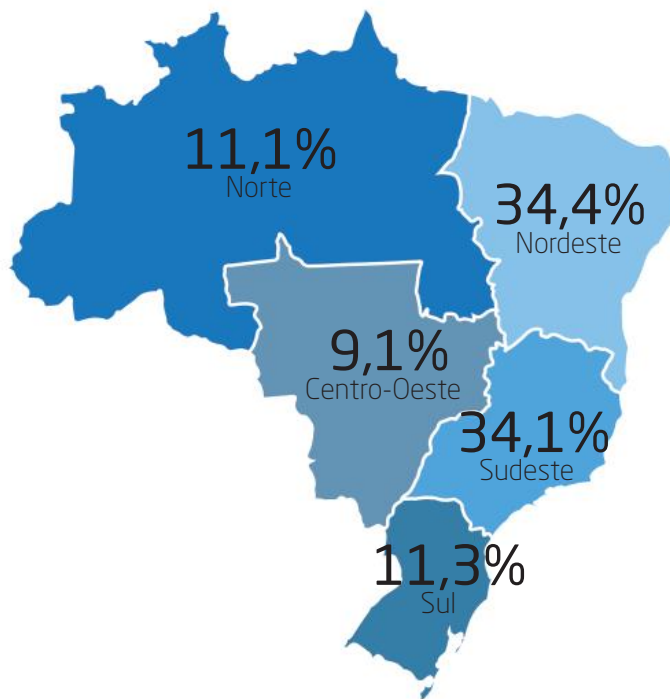 11,1%
Norte
34,4%
Nordeste
9,1%
Centro-Oeste
34,1%
Sudeste
11,3%
Sul